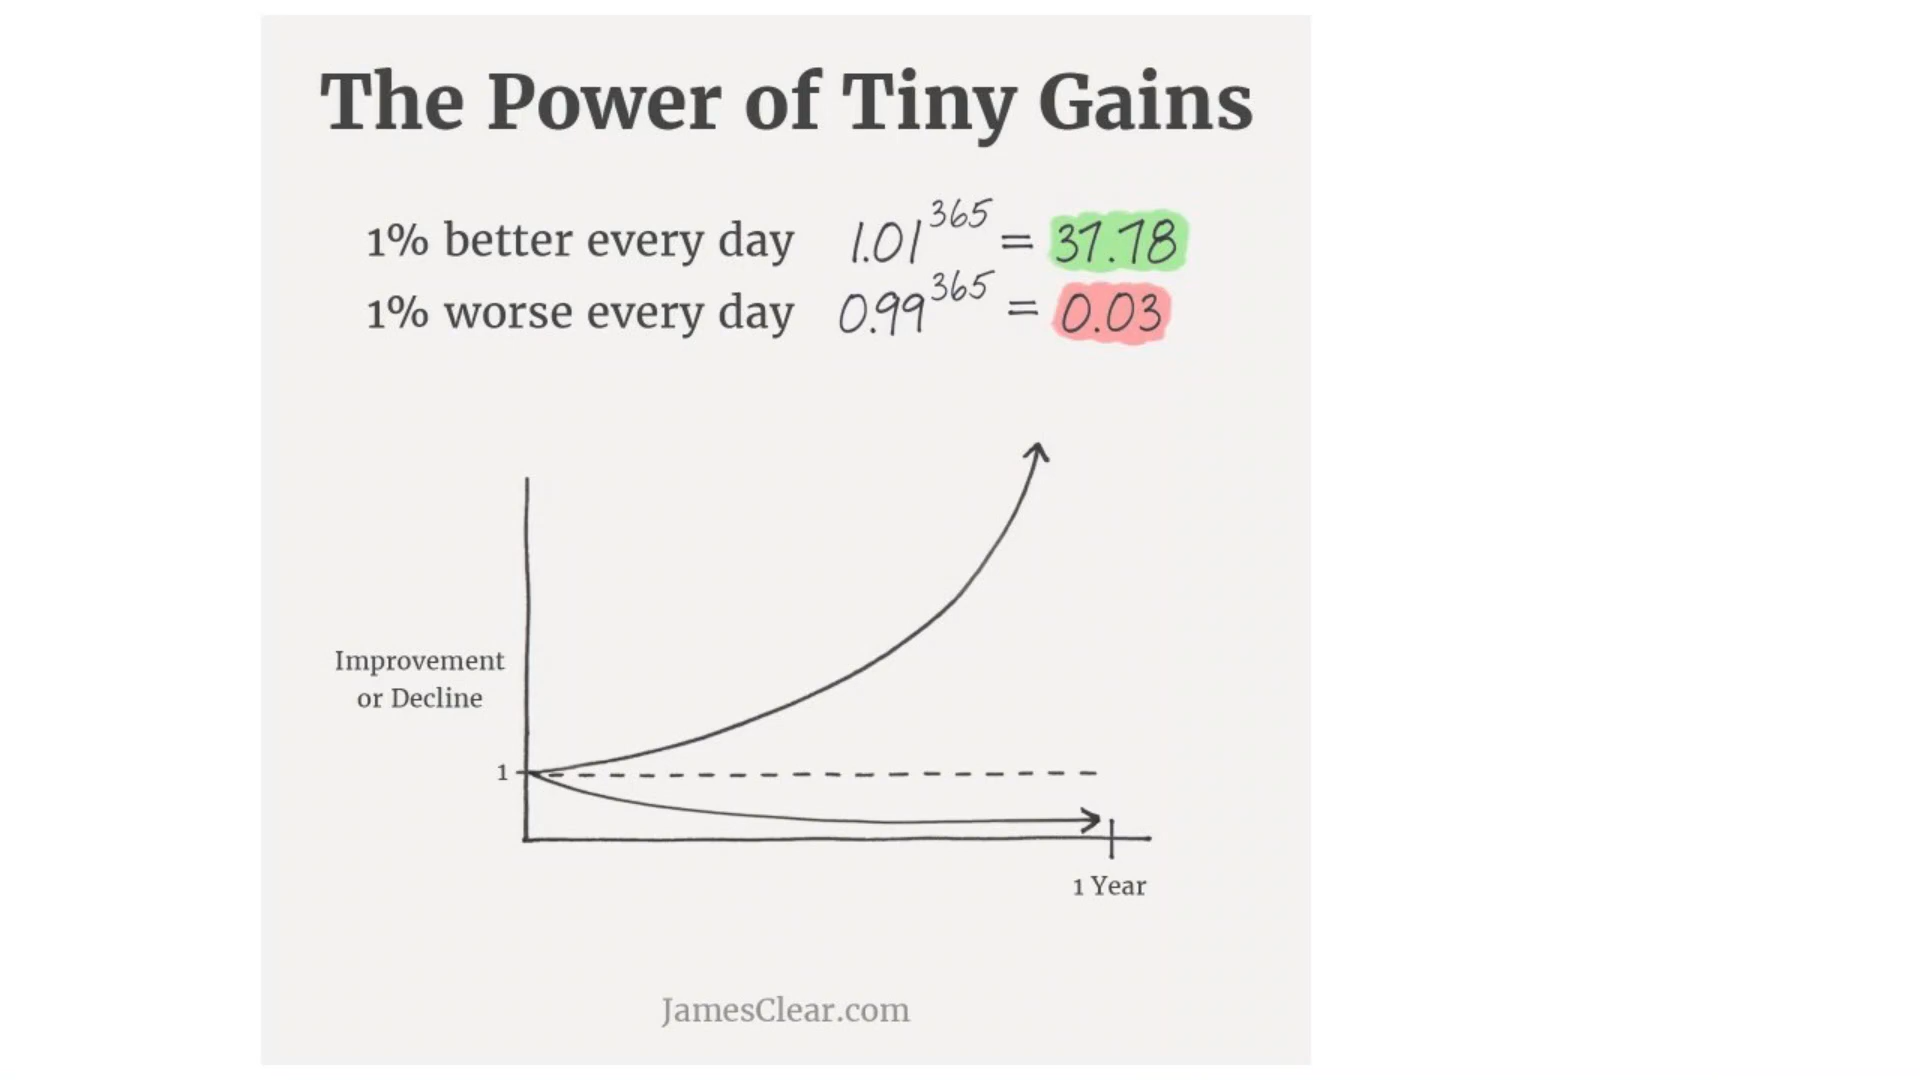 The Power of Tiny Gains
1% better every day 1.01^365 = 37.78
1% worse every day 0.99^365 = 0.03
Improvement
or Decline
1
1 Year
JamesClear.com